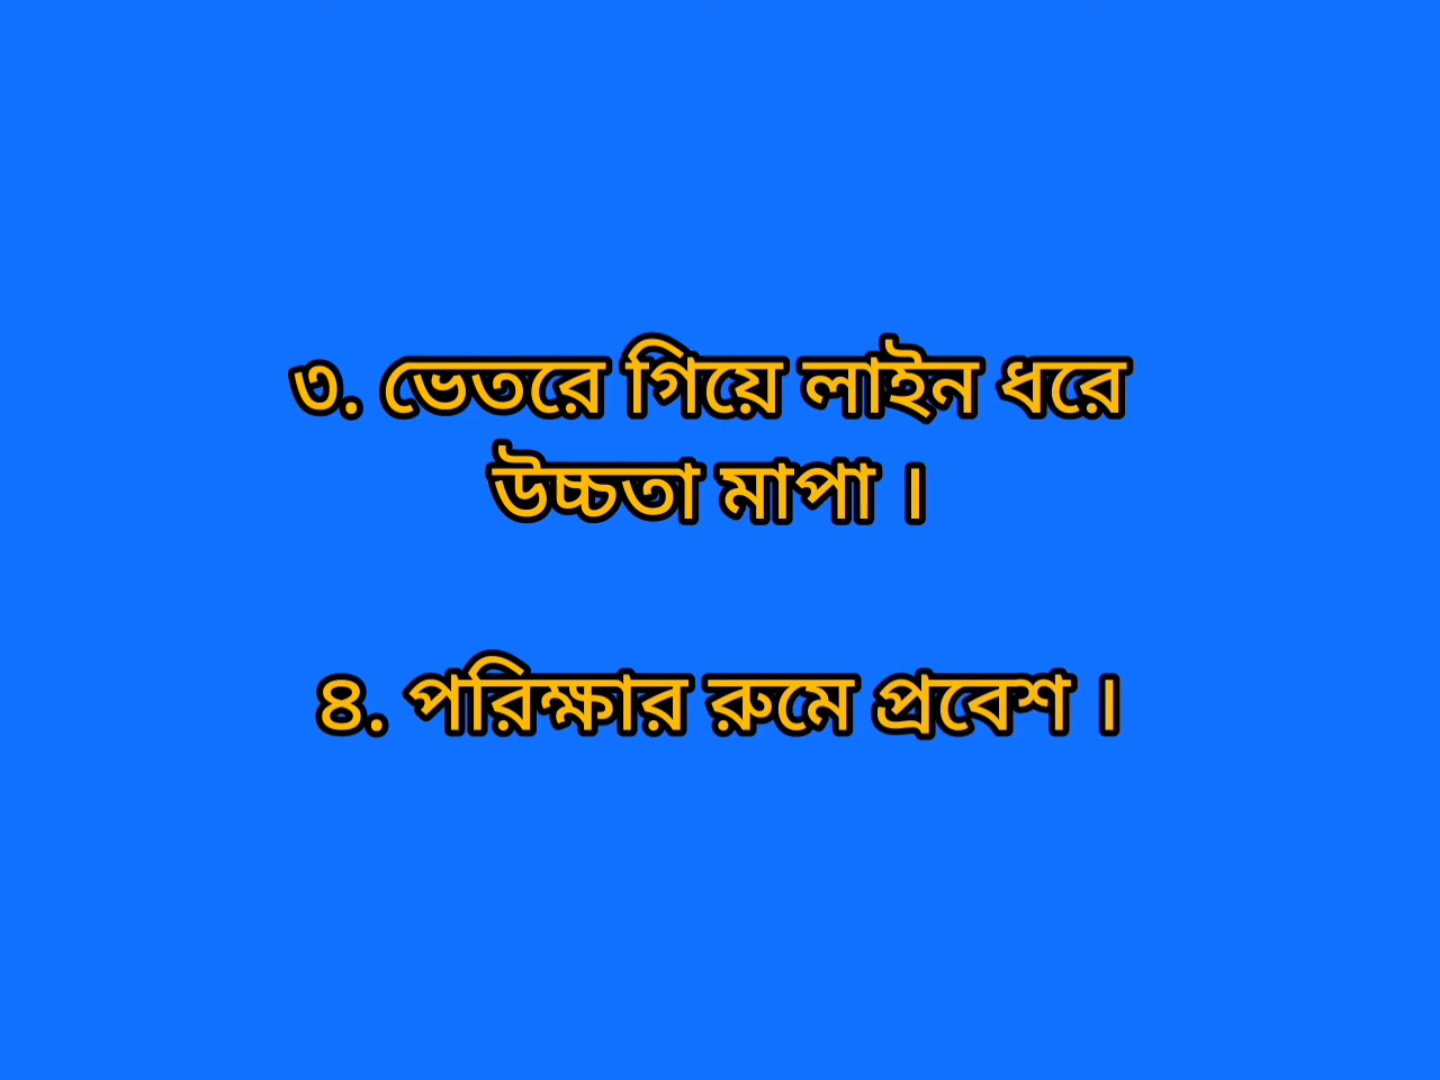 ৩. ভেতরে গিয়ে লাইন ধরে
উচ্চতা মাপা ।
৪. পরিক্ষার রুমে প্রবেশ ।